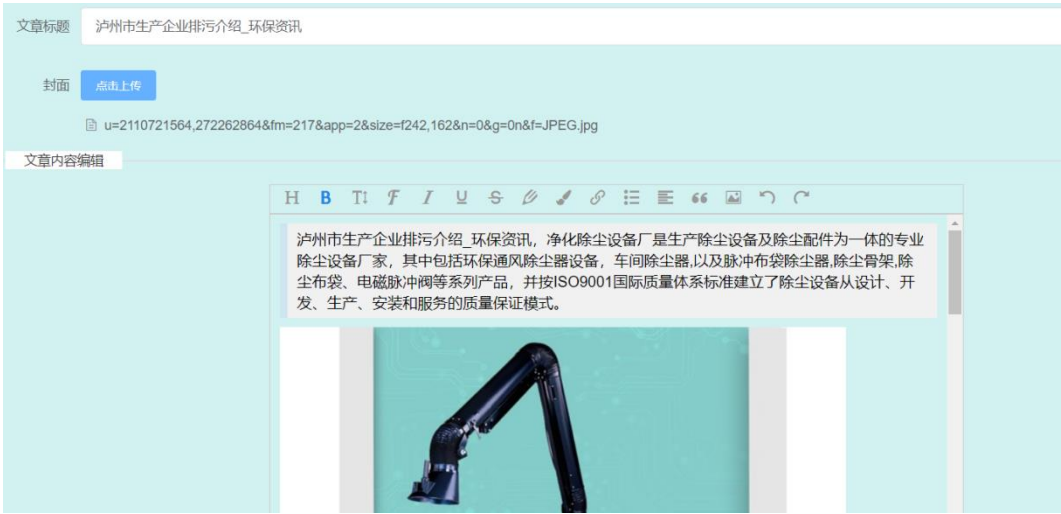 文章标题 泸州市生产企业排污介绍_环保资讯
封面 点击上传
u=2110721564,272262864&fm=217&app=2&size=f242,162&n=0&g=0n&f=JPEG.jpg
文章内容编辑
H B T F I U S
泸州市生产企业排污介绍_环保资讯，净化除尘设备厂是生产除尘设备及除尘配件为一体的专业
除尘设备厂家，其中包括环保通风除尘器设备，车间除尘器,以及脉冲布袋除尘器,除尘骨架,除
尘布袋、电磁脉冲阀等系列产品，并按ISO9001国际质量体系标准建立了除尘设备从设计、开
发、生产、安装和服务的质量保证模式。